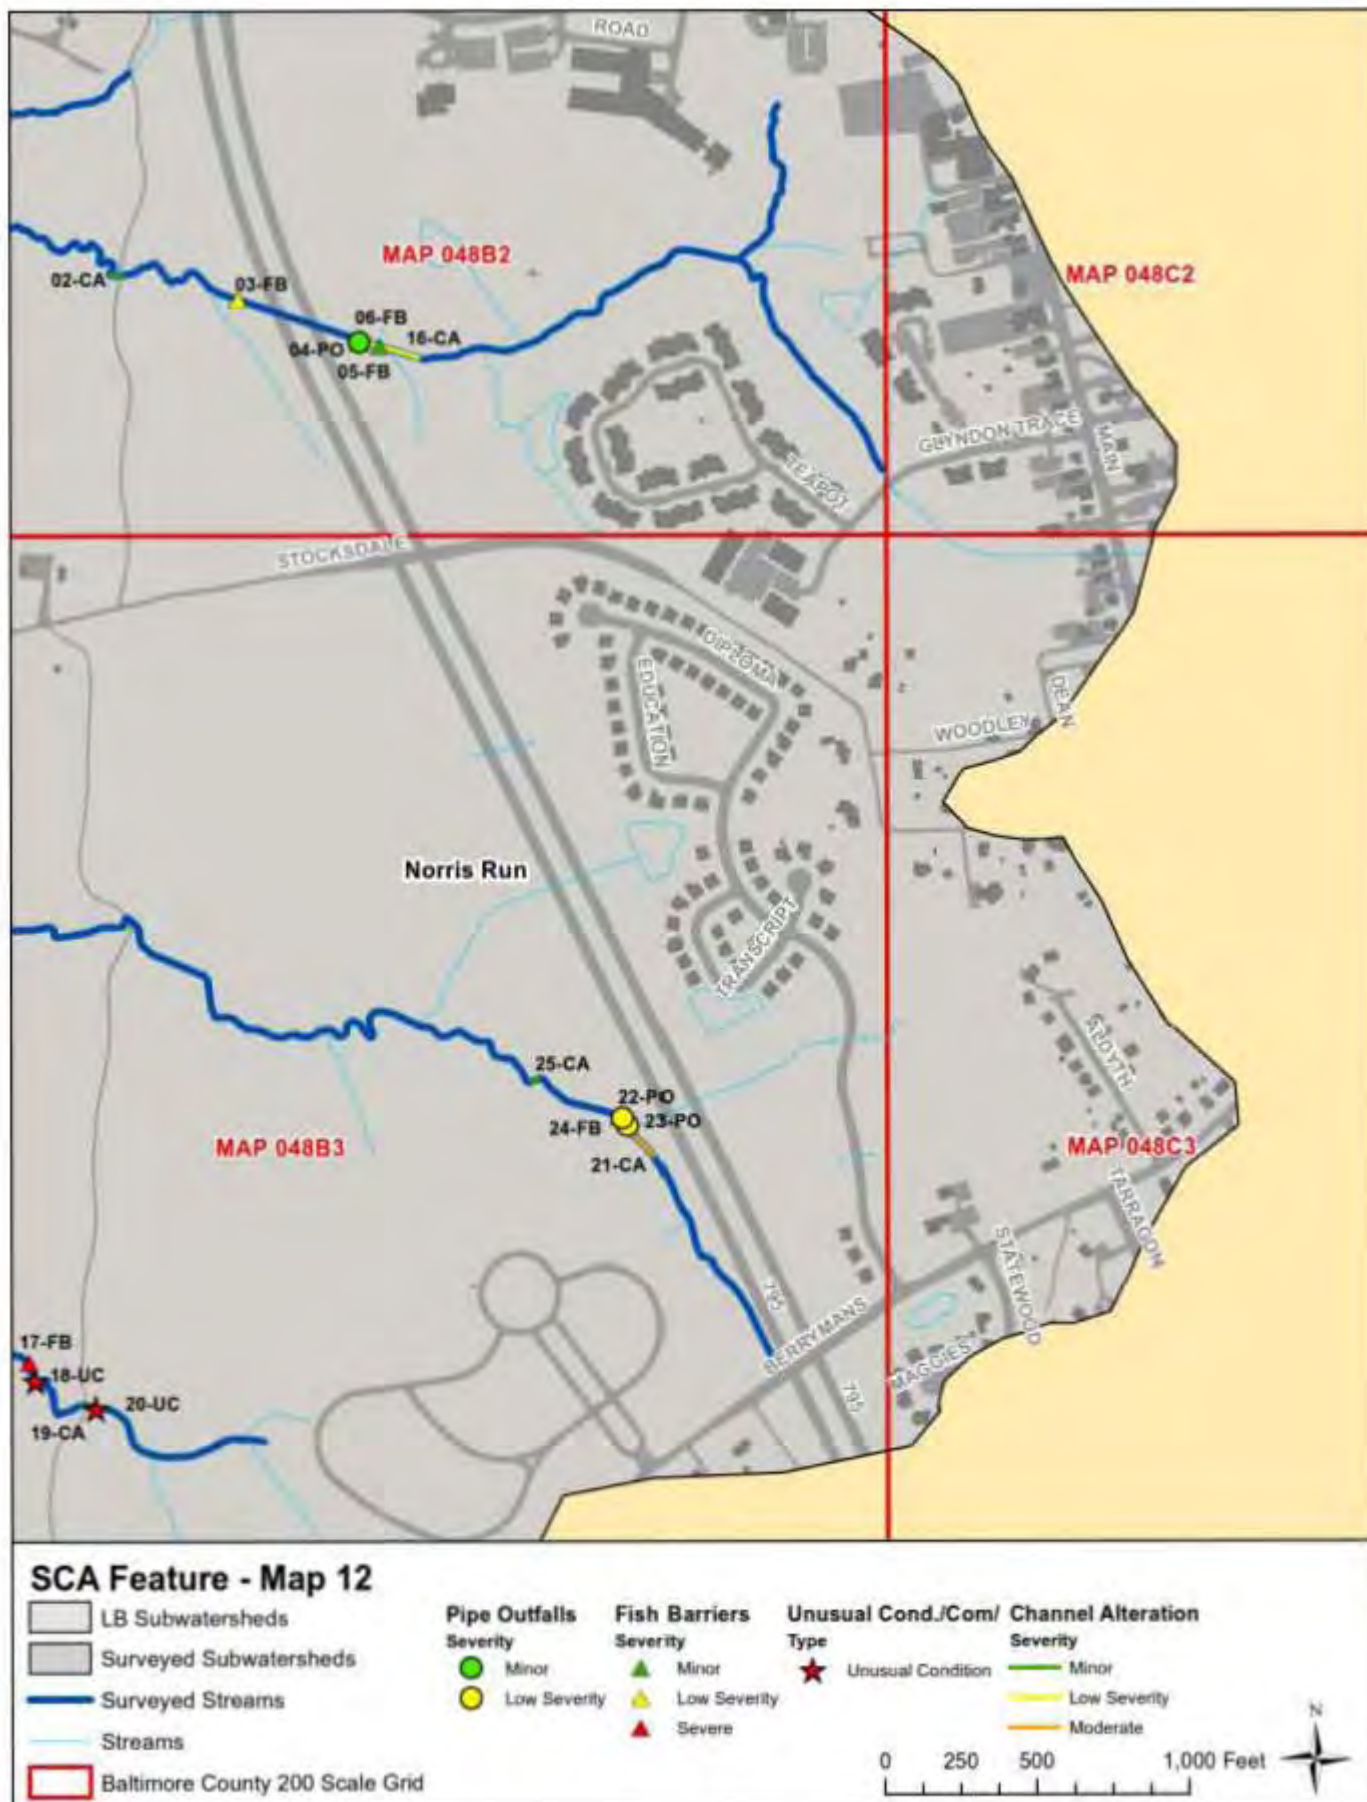 ROAD
MAP 048B2
MAP 048C2
02-CA
03-FB
06-FB
16-CA
04-PO
05-FB
GLYNDON TRACE
MAIN
TEAPOT
STOCKSDALE
DIPLOMA
EDUCATION
DEAN
WOODLEY
Norris Run
TRANSCRIPT
ALDYTH
25-CA
22-PO
24-FB
23-PO
MAP 048B3
21-CA
MAP 048C3
TARRAGON
STATEWOOD
795
BERRYMANS
MAGGIES
795
17-FB
18-UC
20-UC
19-CA
SCA Feature - Map 12
LB Subwatersheds
Surveyed Subwatersheds
Surveyed Streams
Streams
Baltimore County 200 Scale Grid
Pipe Outfalls
Severity
Minor
Low Severity
Fish Barriers
Severity
Minor
Low Severity
Severe
Unusual Cond./Com/
Type
Unusual Condition
Channel Alteration
Severity
Minor
Low Severity
Moderate
N
0 250 500 1,000 Feet